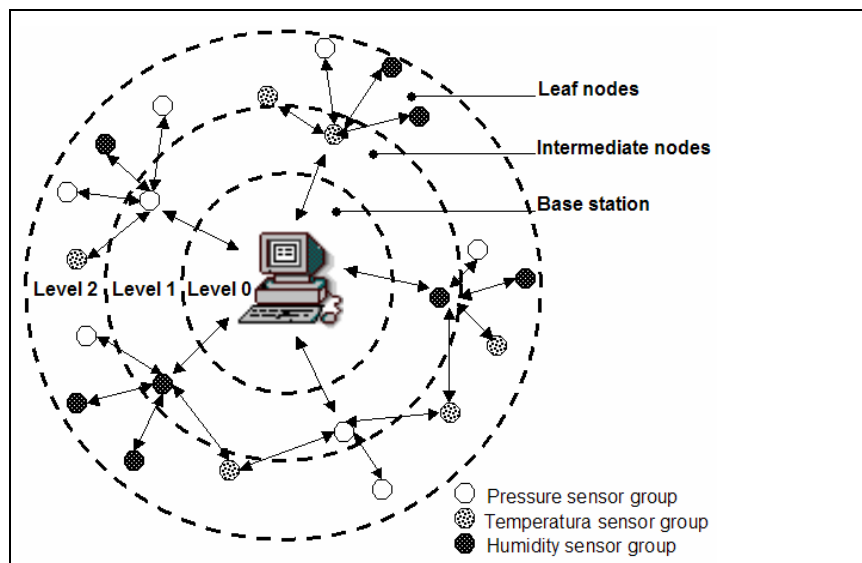 Leaf nodes
Intermediate nodes
Base station
Level 2 Level 1 Level 0
Pressure sensor group
Temperatura sensor group
Humidity sensor group